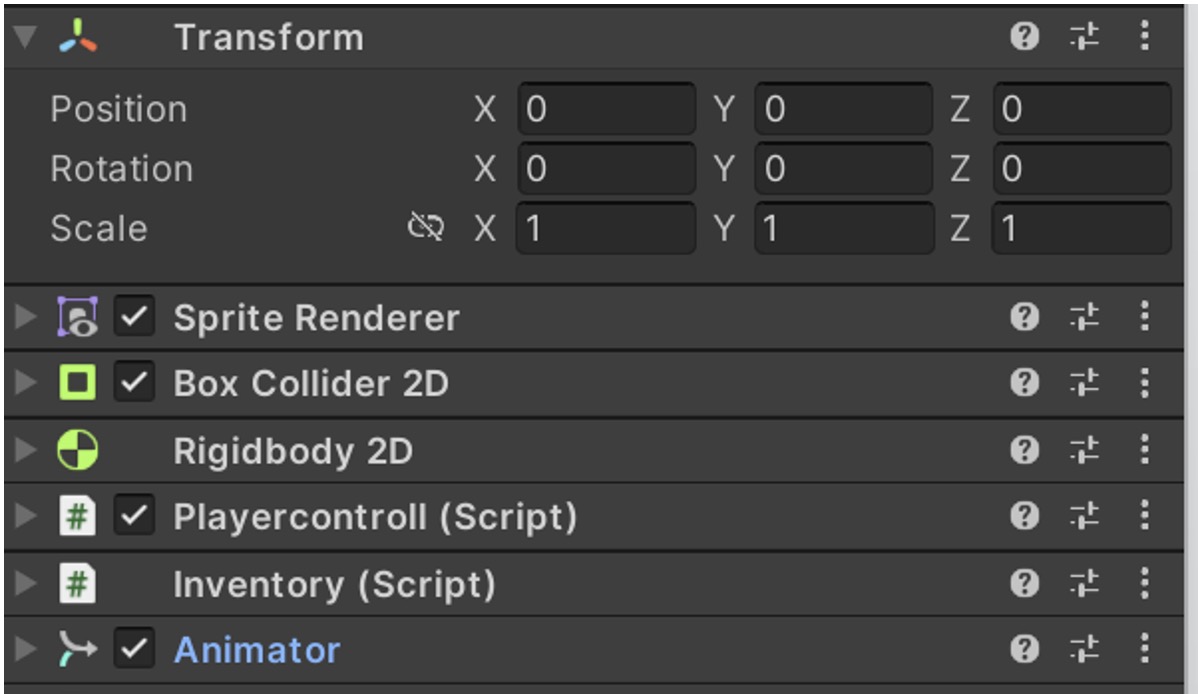 Transform
Position X 0 Y 0 Z 0
Rotation X 0 Y 0 Z 0
Scale X 1 Y 1 Z 1
Sprite Renderer
Box Collider 2D
Rigidbody 2D
# Playercontroll (Script)
# Inventory (Script)
Animator